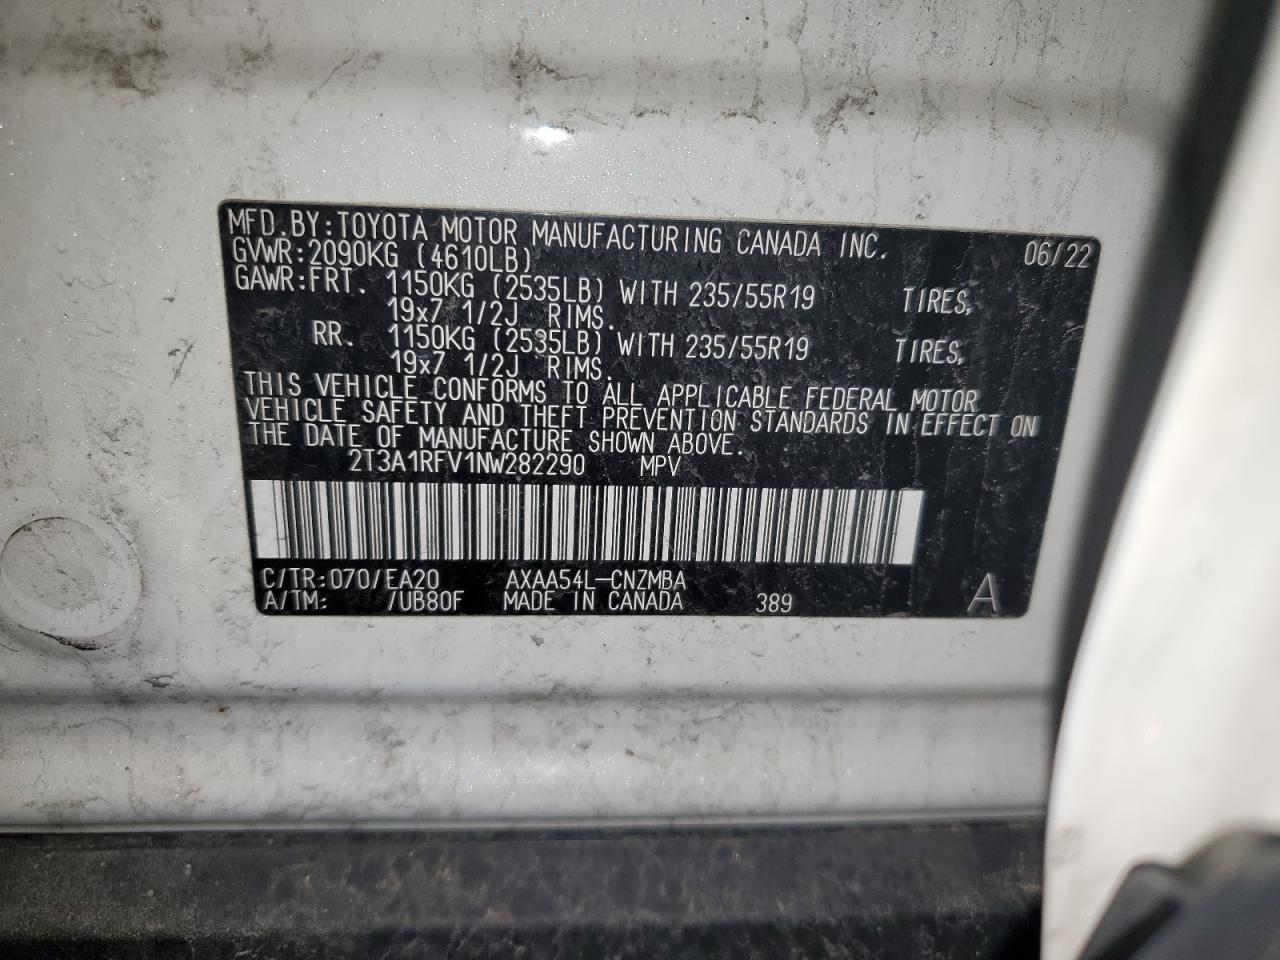 MFD.BY:TOYOTA MOTOR MANUFACTURING CANADA INC. 06/22
GVWR:2090KG (4610LB)
GAWR:FRT. 1150KG (2535LB) WITH 235/55R19 TIRES,
19x7 1/2J RIMS.
RR. 1150KG (2535LB) WITH 235/55R19 TIRES,
19x7 1/2J RIMS.
THIS VEHICLE CONFORMS TO ALL APPLICABLE FEDERAL MOTOR
VEHICLE SAFETY AND THEFT PREVENTION STANDARDS IN EFFECT ON
THE DATE OF MANUFACTURE SHOWN ABOVE.
2T3A1RFV1NW282290 MPV
C/TR:070/EA20 AXAA54L-CNZMBA
A/TM: /UB80F MADE IN CANADA 389 A